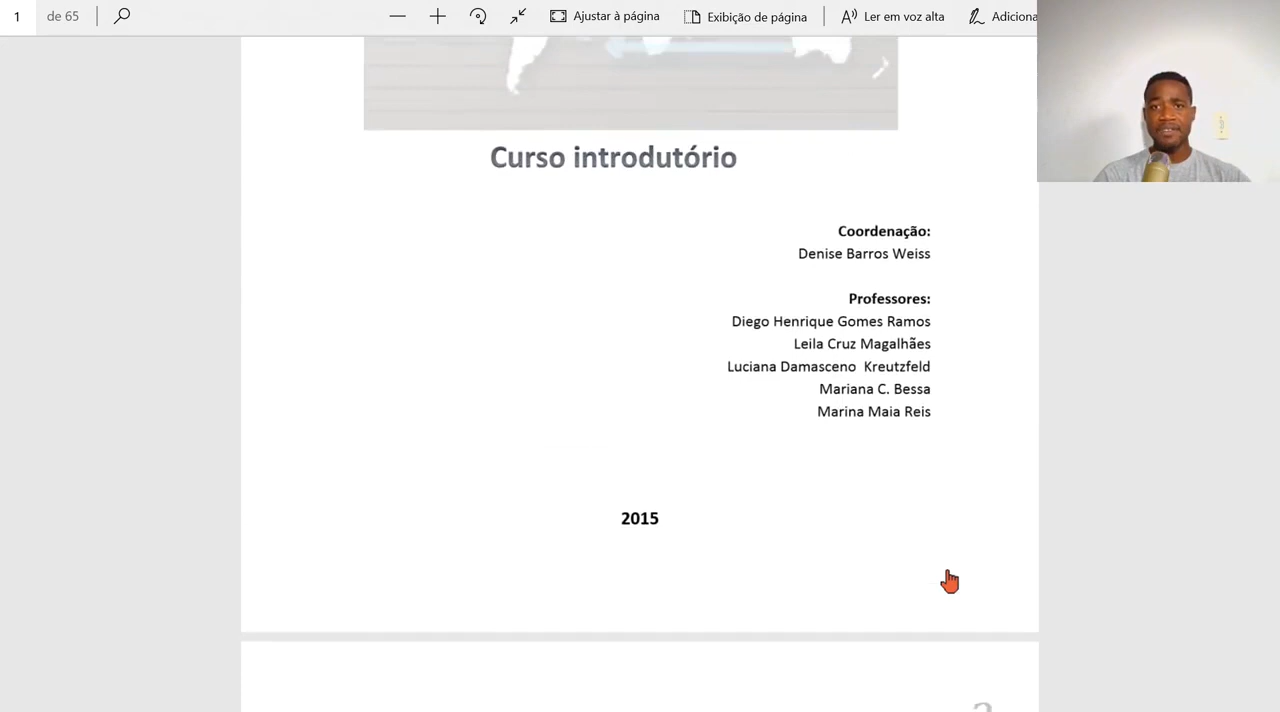 1 de 65 Ajustar à página Exibição de página Ler em voz alta Adiciona
Curso introdutório
Coordenação:
Denise Barros Weiss
Professores:
Diego Henrique Gomes Ramos
Leila Cruz Magalhães
Luciana Damasceno Kreutzfeld
Mariana C. Bessa
Marina Maia Reis
2015